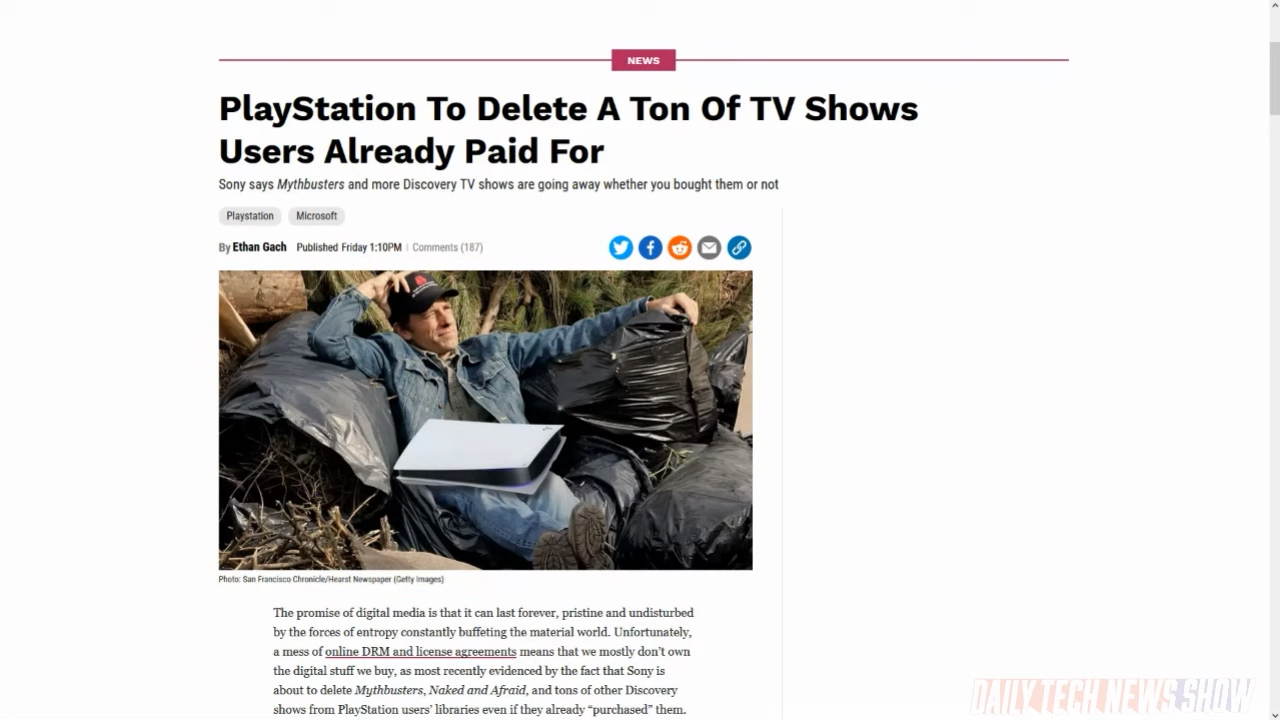 NEWS
PlayStation To Delete A Ton Of TV Shows
Users Already Paid For
Sony says Mythbusters and more Discovery TV shows are going away whether you bought them or not
Playstation Microsoft
By Ethan Gach Published Friday 1:10PM | Comments (187)
Photo: San Francisco Chronicle/Hearst Newspaper (Getty Images)
The promise of digital media is that it can last forever, pristine and undisturbed
by the forces of entropy constantly buffeting the material world. Unfortunately,
a mess of online DRM and license agreements means that we mostly don’t own
the digital stuff we buy, as most recently evidenced by the fact that Sony is
about to delete Mythbusters, Naked and Afraid, and tons of other Discovery
shows from PlayStation users’ libraries even if they already “purchased” them.
DAILY TECH NEWS SHOW